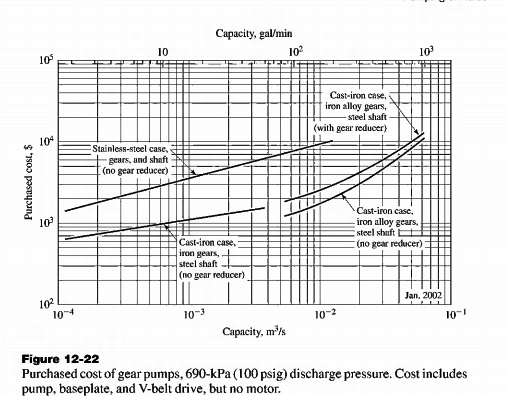 Capacity, gal/min
10
10²
10³
10⁵
10⁴
10³
10²
Purchased cost, $
Cast-iron case,
iron alloy gears,
steel shaft
(with gear reducer)
Stainless-steel case,
gears, and shaft
(no gear reducer)
Cast-iron case,
iron alloy gears,
steel shaft
(no gear reducer)
Cast-iron case,
iron gears,
steel shaft
(no gear reducer)
Jan. 2002
10⁻⁴
10⁻³
10⁻²
10⁻¹
Capacity, m³/s
Figure 12-22
Purchased cost of gear pumps, 690-kPa (100 psig) discharge pressure. Cost includes
pump, baseplate, and V-belt drive, but no motor.